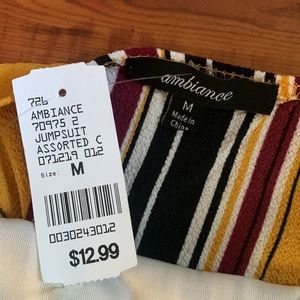 726
AMBIANCE
70975 2
JUMPSUIT
ASSORTED C
071219 012
Size: M
0030243012
$12.99
ambiance
M
Made in
China